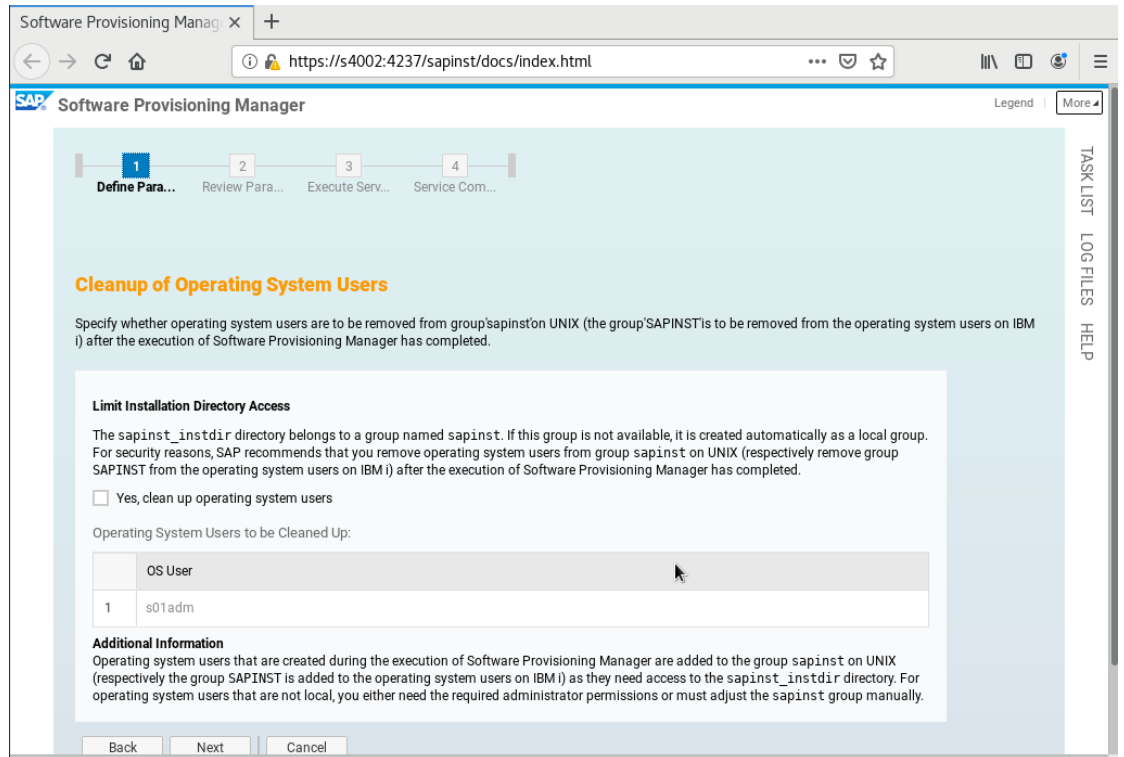 Software Provisioning Manag
https://s4002:4237/sapinst/docs/index.html
SAP Software Provisioning Manager
Legend
More
1
2
3
4
Define Para...
Review Para...
Execute Serv...
Service Com...
TASK LIST
LOG FILES
HELP
Cleanup of Operating System Users
Specify whether operating system users are to be removed from group'sapinst'on UNIX (the group'SAPINST'is to be removed from the operating system users on IBM
i) after the execution of Software Provisioning Manager has completed.
Limit Installation Directory Access
The sapinst_instdir directory belongs to a group named sapinst. If this group is not available, it is created automatically as a local group.
For security reasons, SAP recommends that you remove operating system users from group sapinst on UNIX (respectively remove group
SAPINST from the operating system users on IBM i) after the execution of Software Provisioning Manager has completed.
Yes, clean up operating system users
Operating System Users to be Cleaned Up:
OS User
1 s01adm
Additional Information
Operating system users that are created during the execution of Software Provisioning Manager are added to the group sapinst on UNIX
(respectively the group SAPINST is added to the operating system users on IBM i) as they need access to the sapinst_instdir directory. For
operating system users that are not local, you either need the required administrator permissions or must adjust the sapinst group manually.
Back
Next
Cancel